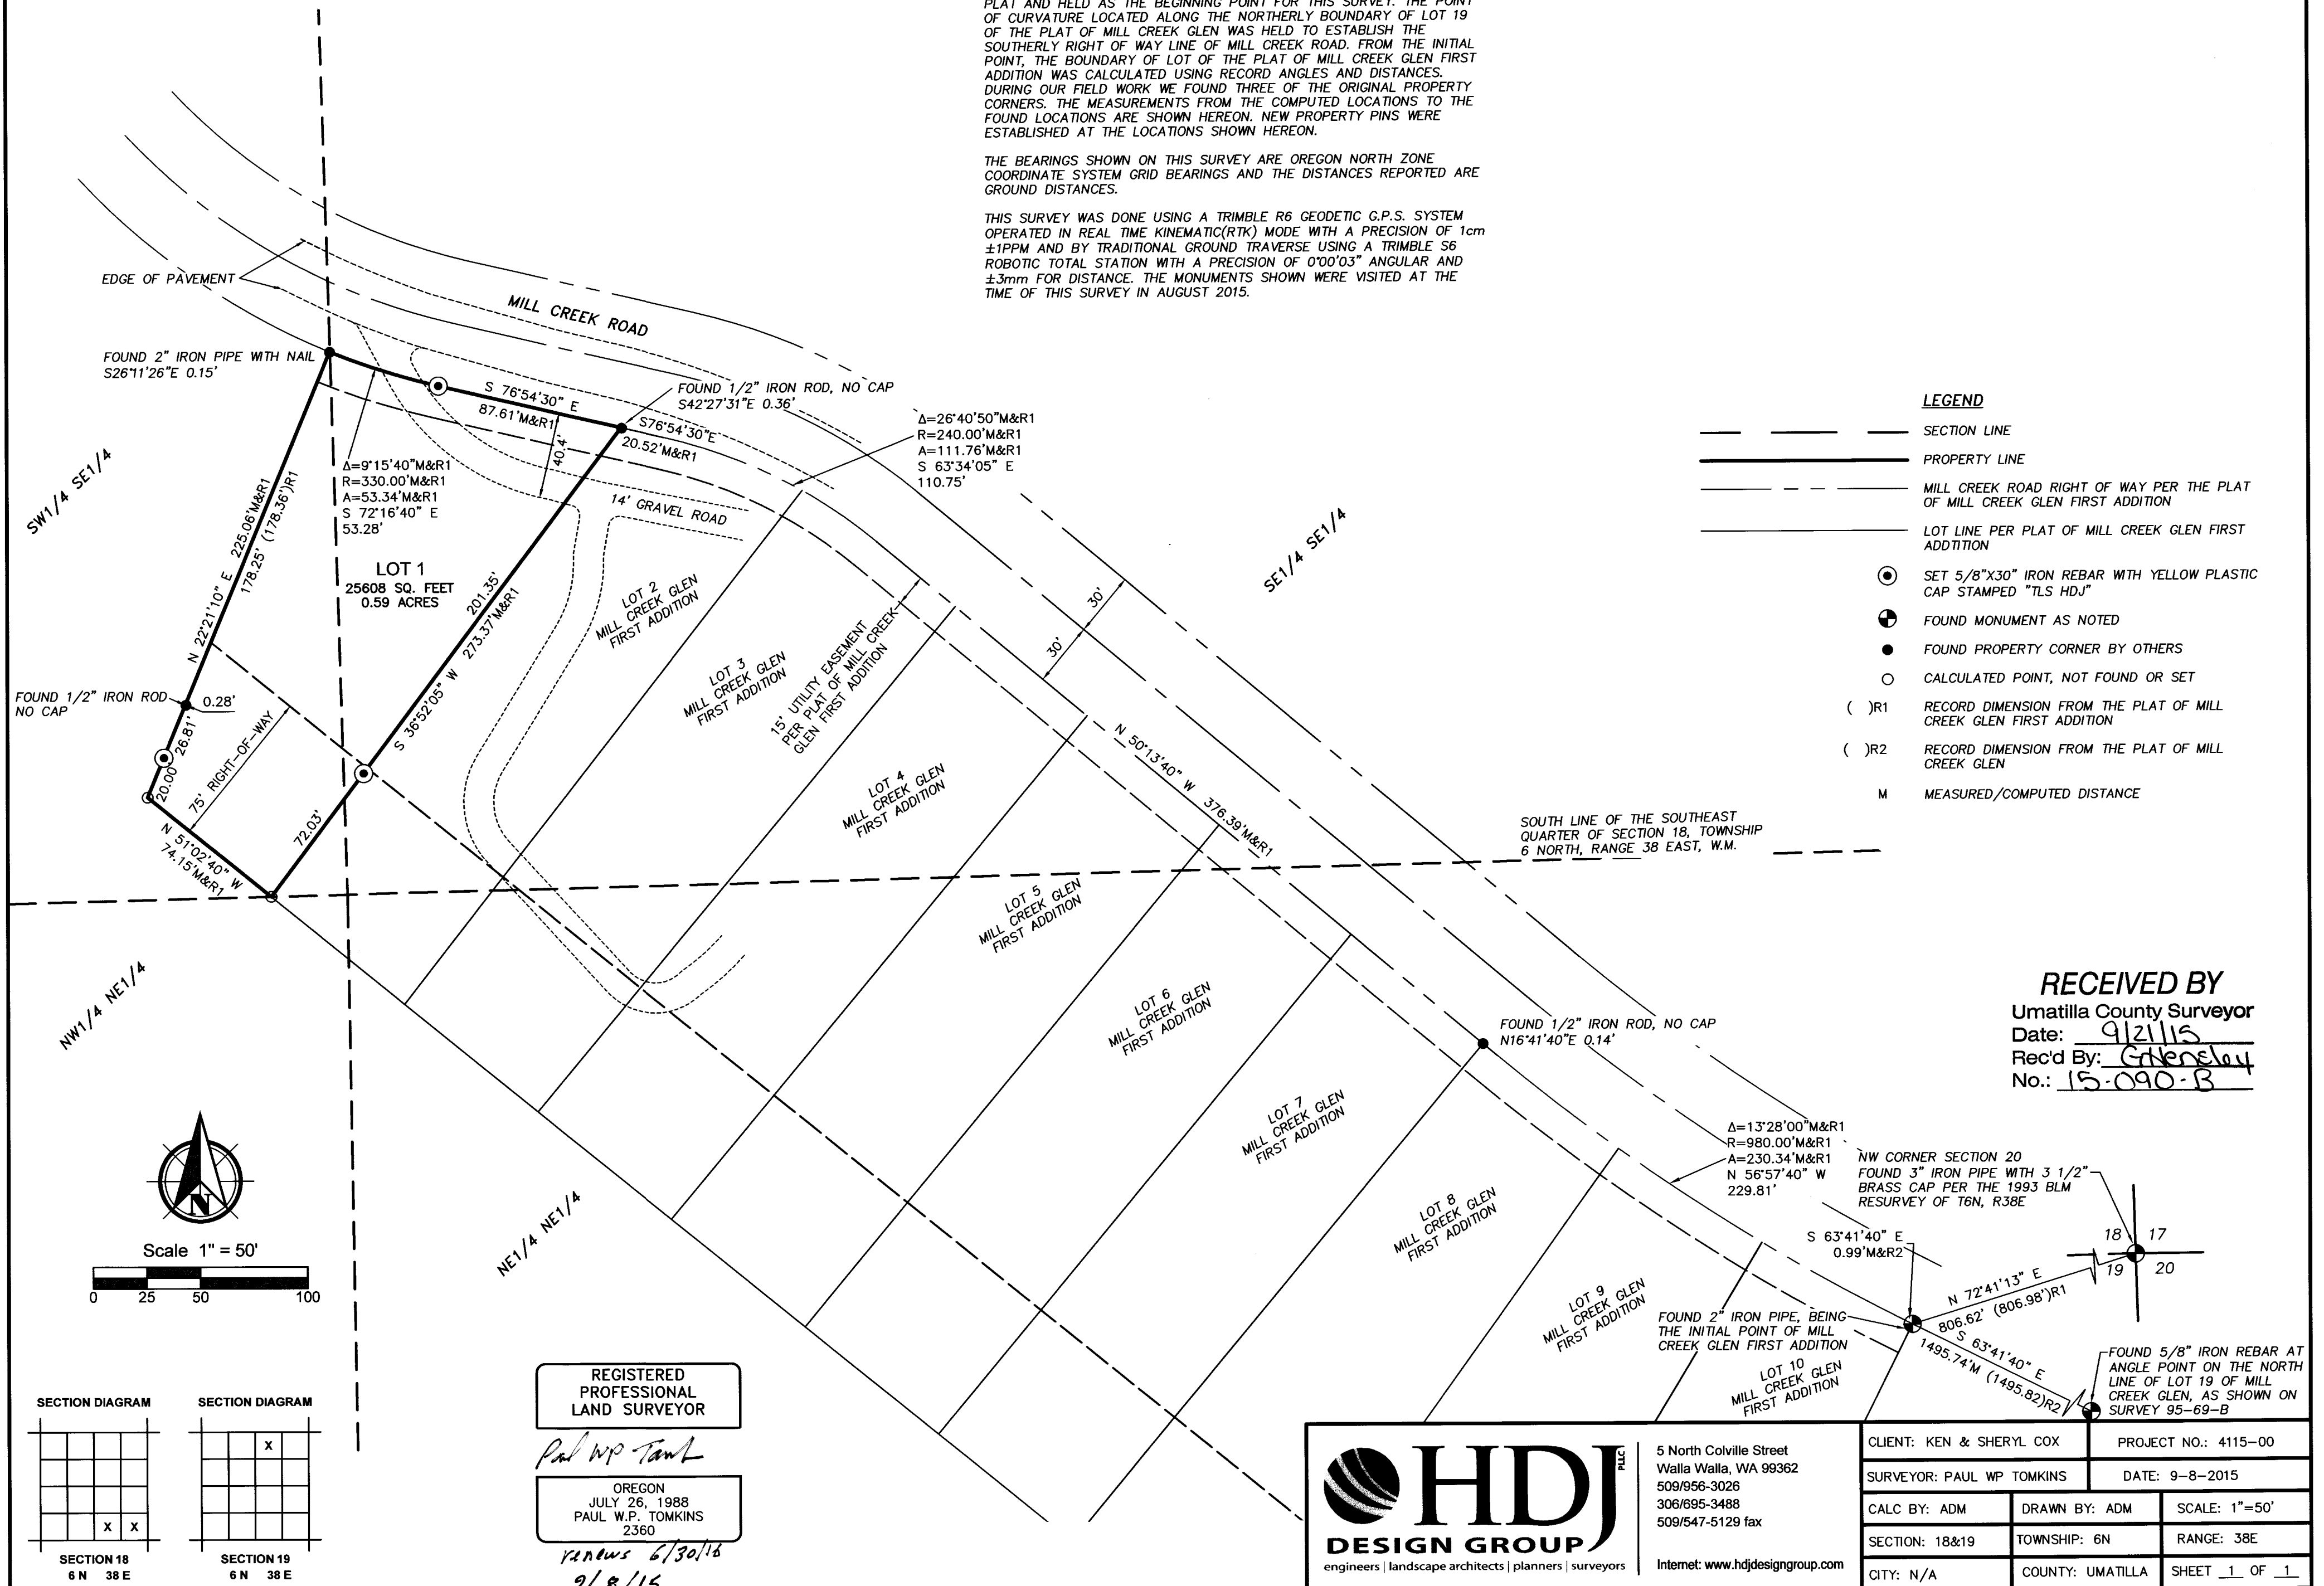 PLAT AND HELD AS THE BEGINNING POINT FOR THIS SURVEY. THE POINT
OF CURVATURE LOCATED ALONG THE NORTHERLY BOUNDARY OF LOT 19
OF THE PLAT OF MILL CREEK GLEN WAS HELD TO ESTABLISH THE
SOUTHERLY RIGHT OF WAY LINE OF MILL CREEK ROAD. FROM THE INITIAL
POINT, THE BOUNDARY OF LOT OF THE PLAT OF MILL CREEK GLEN FIRST
ADDITION WAS CALCULATED USING RECORD ANGLES AND DISTANCES.
DURING OUR FIELD WORK WE FOUND THREE OF THE ORIGINAL PROPERTY
CORNERS. THE MEASUREMENTS FROM THE COMPUTED LOCATIONS TO THE
FOUND LOCATIONS ARE SHOWN HEREON. NEW PROPERTY PINS WERE
ESTABLISHED AT THE LOCATIONS SHOWN HEREON.
THE BEARINGS SHOWN ON THIS SURVEY ARE OREGON NORTH ZONE
COORDINATE SYSTEM GRID BEARINGS AND THE DISTANCES REPORTED ARE
GROUND DISTANCES.
THIS SURVEY WAS DONE USING A TRIMBLE R6 GEODETIC G.P.S. SYSTEM
OPERATED IN REAL TIME KINEMATIC(RTK) MODE WITH A PRECISION OF 1cm
±1PPM AND BY TRADITIONAL GROUND TRAVERSE USING A TRIMBLE S6
ROBOTIC TOTAL STATION WITH A PRECISION OF 0°00'03" ANGULAR AND
±3mm FOR DISTANCE. THE MONUMENTS SHOWN WERE VISITED AT THE
TIME OF THIS SURVEY IN AUGUST 2015.
EDGE OF PAVEMENT
MILL CREEK ROAD
FOUND 2" IRON PIPE WITH NAIL
S26°11'26"E 0.15'
S 76°54'30" E
87.61'M&R1
FOUND 1/2" IRON ROD, NO CAP
S42°27'31"E 0.36'
S76°54'30"E
20.52'M&R1
40.4'
Δ=26°40'50"M&R1
R=240.00'M&R1
A=111.76'M&R1
S 63°34'05" E
110.75'
Δ=9°15'40"M&R1
R=330.00'M&R1
A=53.34'M&R1
S 72°16'40" E
53.28'
14' GRAVEL ROAD
SW1/4 SE1/4
SE1/4 SE1/4
N 22°21'10" E 225.06'M&R1
178.25' (178.36')R1
LOT 1
25608 SQ. FEET
0.59 ACRES
201.35'
S 36°52'05" W 273.37'M&R1
LOT 2
MILL CREEK GLEN
FIRST ADDITION
LOT 3
MILL CREEK GLEN
FIRST ADDITION
15' UTILITY EASEMENT
PER PLAT OF MILL CREEK
GLEN FIRST ADDITION
30'
30'
FOUND 1/2" IRON ROD
NO CAP
0.28'
26.81'
20.00'
75' RIGHT-OF-WAY
72.03'
N 51°02'40" W
74.15'M&R1
LOT 4
MILL CREEK GLEN
FIRST ADDITION
N 50°13'40" W 376.39'M&R1
LOT 5
MILL CREEK GLEN
FIRST ADDITION
LOT 6
MILL CREEK GLEN
FIRST ADDITION
LOT 7
MILL CREEK GLEN
FIRST ADDITION
LOT 8
MILL CREEK GLEN
FIRST ADDITION
LOT 9
MILL CREEK GLEN
FIRST ADDITION
LOT 10
MILL CREEK GLEN
FIRST ADDITION
NW1/4 NE1/4
NE1/4 NE1/4
LEGEND
SECTION LINE
PROPERTY LINE
MILL CREEK ROAD RIGHT OF WAY PER THE PLAT
OF MILL CREEK GLEN FIRST ADDITION
LOT LINE PER PLAT OF MILL CREEK GLEN FIRST
ADDTITION
SET 5/8"X30" IRON REBAR WITH YELLOW PLASTIC
CAP STAMPED "TLS HDJ"
FOUND MONUMENT AS NOTED
FOUND PROPERTY CORNER BY OTHERS
CALCULATED POINT, NOT FOUND OR SET
( )R1 RECORD DIMENSION FROM THE PLAT OF MILL
CREEK GLEN FIRST ADDITION
( )R2 RECORD DIMENSION FROM THE PLAT OF MILL
CREEK GLEN
M MEASURED/COMPUTED DISTANCE
SOUTH LINE OF THE SOUTHEAST
QUARTER OF SECTION 18, TOWNSHIP
6 NORTH, RANGE 38 EAST, W.M.
RECEIVED BY
Umatilla County Surveyor
Date: 9/21/15
Rec'd By: GHensley
No.: 15-090-B
FOUND 1/2" IRON ROD, NO CAP
N16°41'40"E 0.14'
Δ=13°28'00"M&R1
R=980.00'M&R1
A=230.34'M&R1
N 56°57'40" W
229.81'
NW CORNER SECTION 20
FOUND 3" IRON PIPE WITH 3 1/2"
BRASS CAP PER THE 1993 BLM
RESURVEY OF T6N, R38E
S 63°41'40" E
0.99'M&R2
18 17
19 20
N 72°41'13" E
806.62' (806.98')R1
S 63°41'40" E
1495.74'M (1495.82)R2
FOUND 2" IRON PIPE, BEING
THE INITIAL POINT OF MILL
CREEK GLEN FIRST ADDITION
FOUND 5/8" IRON REBAR AT
ANGLE POINT ON THE NORTH
LINE OF LOT 19 OF MILL
CREEK GLEN, AS SHOWN ON
SURVEY 95-69-B
N
Scale 1" = 50'
0 25 50 100
SECTION DIAGRAM
X X
SECTION 18
6 N 38 E
SECTION DIAGRAM
X
SECTION 19
6 N 38 E
REGISTERED
PROFESSIONAL
LAND SURVEYOR
Paul WP Tomk
OREGON
JULY 26, 1988
PAUL W.P. TOMKINS
2360
renews 6/30/16
9/8/15
HDJ PLLC
DESIGN GROUP
engineers | landscape architects | planners | surveyors
5 North Colville Street
Walla Walla, WA 99362
509/956-3026
306/695-3488
509/547-5129 fax
Internet: www.hdjdesigngroup.com
CLIENT: KEN & SHERYL COX
PROJECT NO.: 4115-00
SURVEYOR: PAUL WP TOMKINS
DATE: 9-8-2015
CALC BY: ADM
DRAWN BY: ADM
SCALE: 1"=50'
SECTION: 18&19
TOWNSHIP: 6N
RANGE: 38E
CITY: N/A
COUNTY: UMATILLA
SHEET 1 OF 1